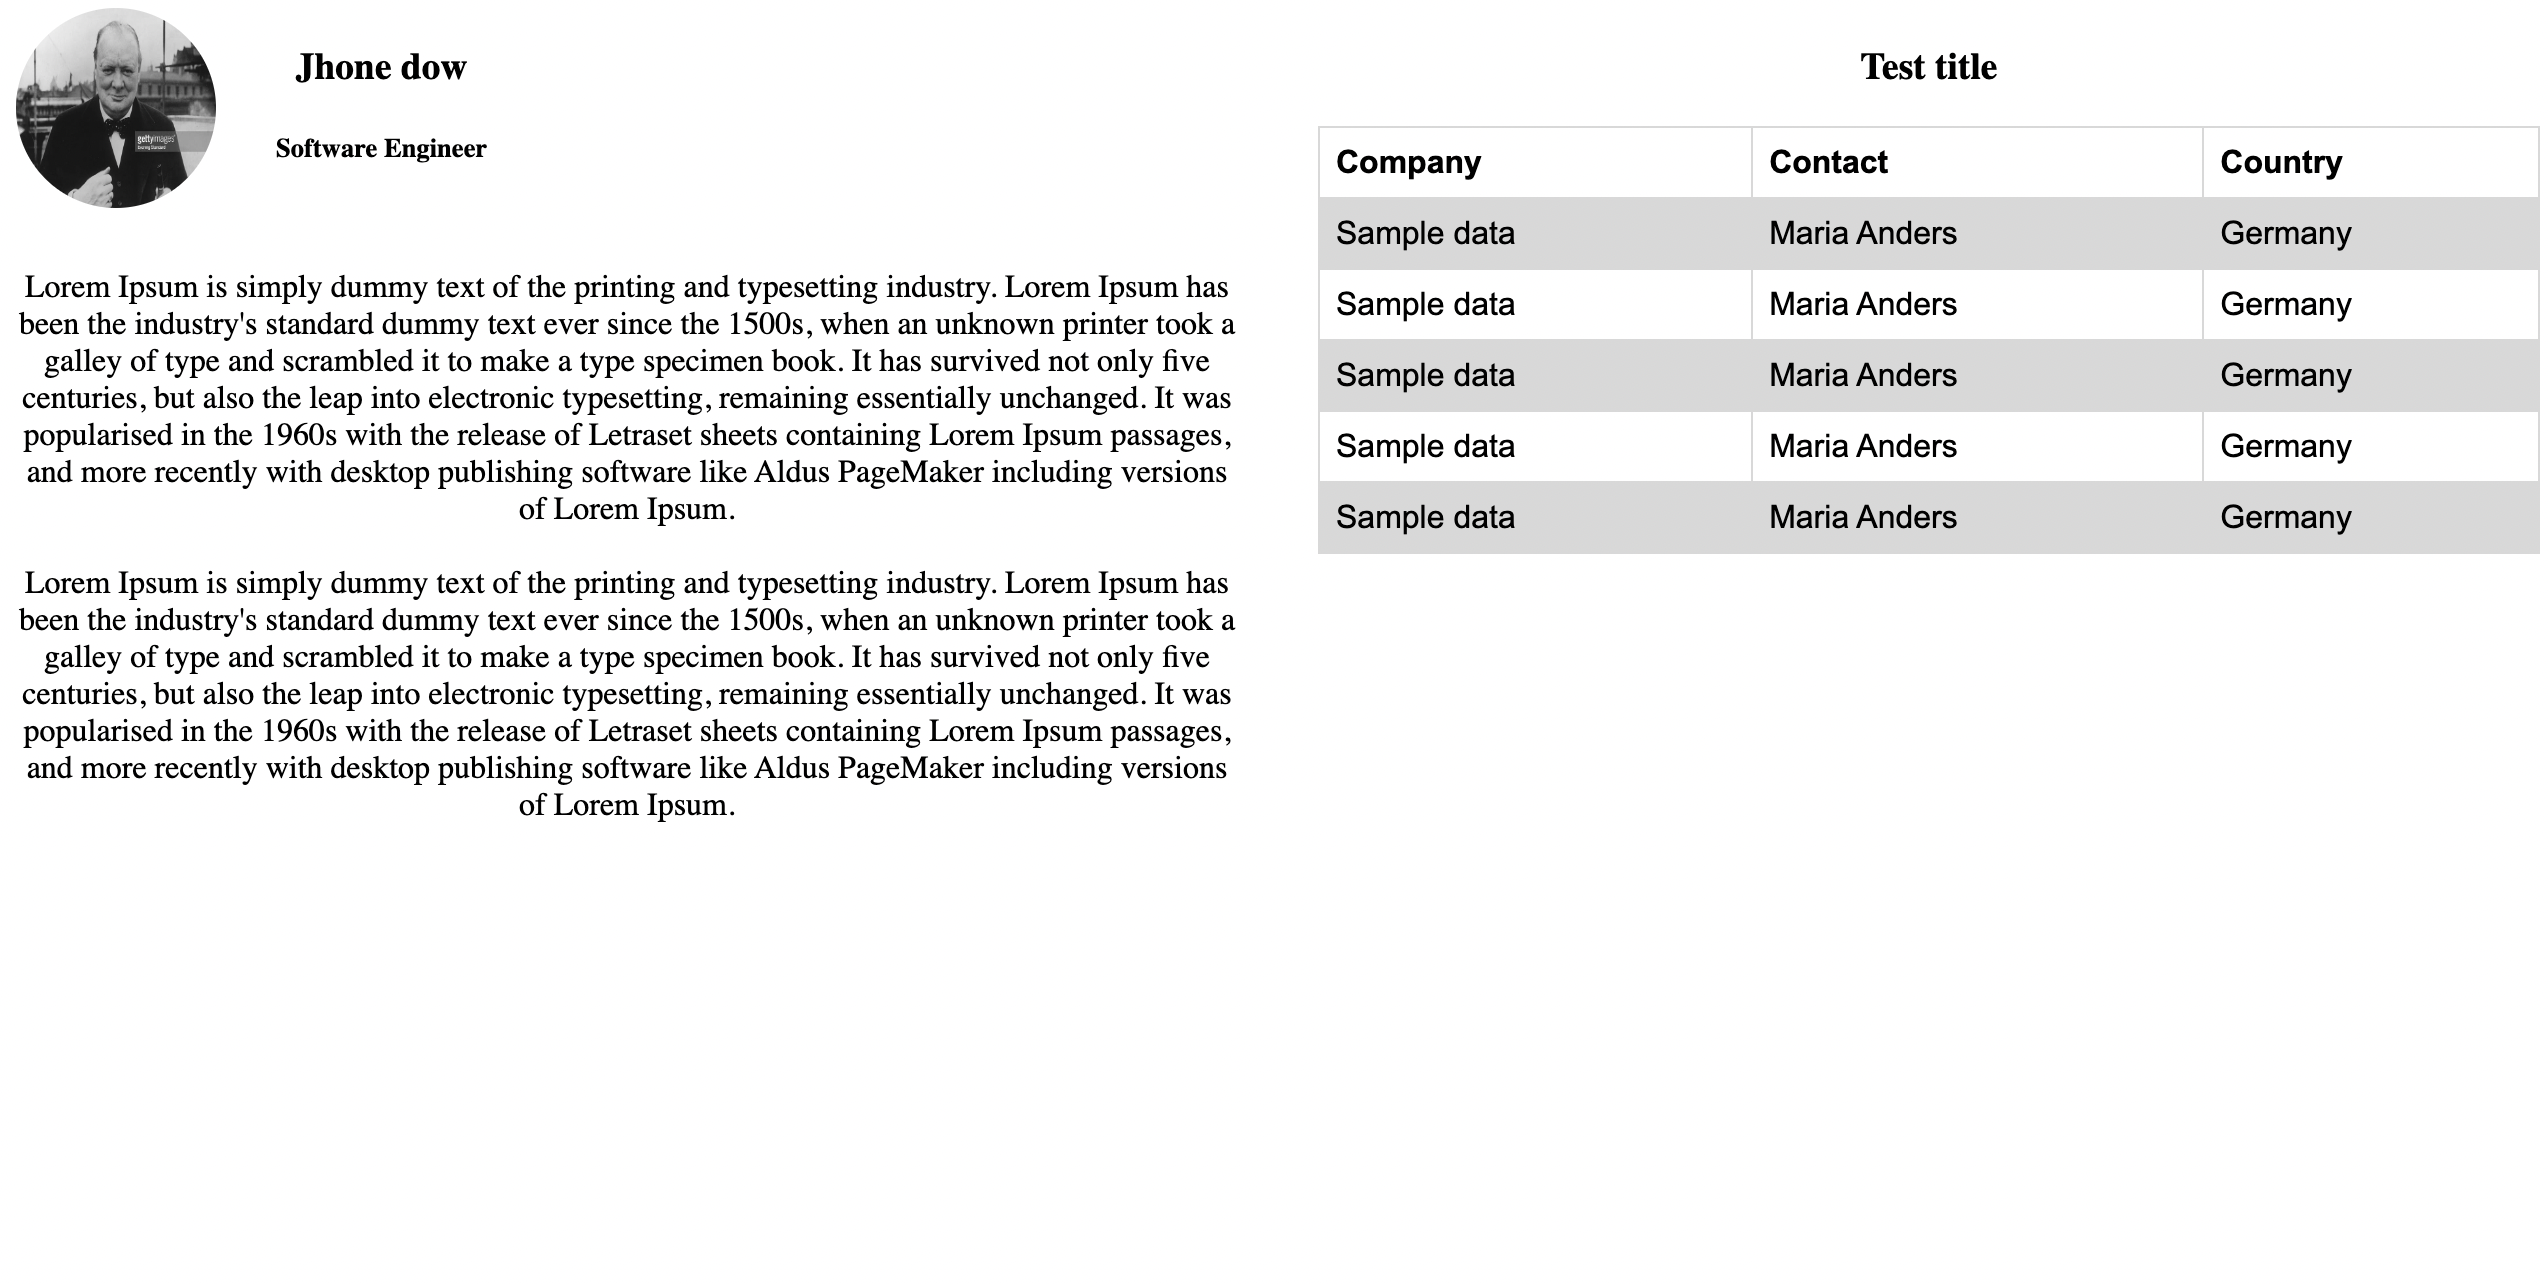 gettyimages
Jhone dow
Software Engineer
Lorem Ipsum is simply dummy text of the printing and typesetting industry. Lorem Ipsum has
been the industry's standard dummy text ever since the 1500s, when an unknown printer took a
galley of type and scrambled it to make a type specimen book. It has survived not only five
centuries, but also the leap into electronic typesetting, remaining essentially unchanged. It was
popularised in the 1960s with the release of Letraset sheets containing Lorem Ipsum passages,
and more recently with desktop publishing software like Aldus PageMaker including versions
of Lorem Ipsum.
Lorem Ipsum is simply dummy text of the printing and typesetting industry. Lorem Ipsum has
been the industry's standard dummy text ever since the 1500s, when an unknown printer took a
galley of type and scrambled it to make a type specimen book. It has survived not only five
centuries, but also the leap into electronic typesetting, remaining essentially unchanged. It was
popularised in the 1960s with the release of Letraset sheets containing Lorem Ipsum passages,
and more recently with desktop publishing software like Aldus PageMaker including versions
of Lorem Ipsum.
Test title
Company Contact Country
Sample data Maria Anders Germany
Sample data Maria Anders Germany
Sample data Maria Anders Germany
Sample data Maria Anders Germany
Sample data Maria Anders Germany